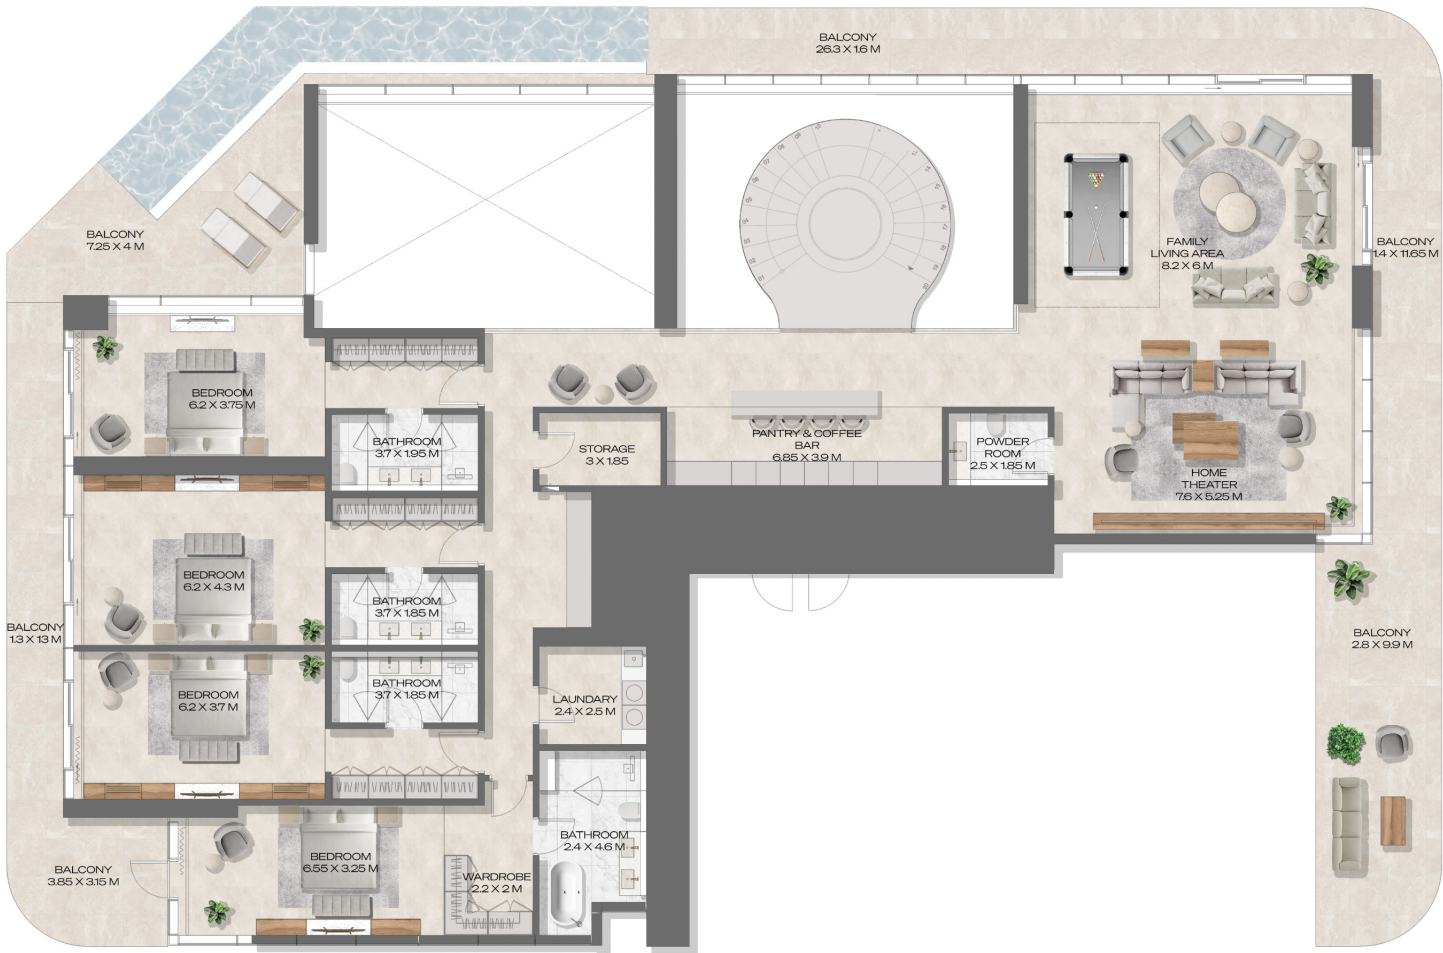 BALCONY
26.3 X 1.6 M
BALCONY
7.25 X 4 M
FAMILY
LIVING AREA
8.2 X 6 M
BALCONY
1.4 X 11.65 M
BEDROOM
6.2 X 3.75 M
BATHROOM
3.7 X 1.95 M
STORAGE
3 X 1.85
PANTRY & COFFEE
BAR
6.85 X 3.9 M
POWDER
ROOM
2.5 X 1.85 M
HOME
THEATER
7.6 X 5.25 M
BEDROOM
6.2 X 4.3 M
BATHROOM
3.7 X 1.85 M
BALCONY
1.3 X 13 M
BALCONY
2.8 X 9.9 M
BEDROOM
6.2 X 3.7 M
BATHROOM
3.7 X 1.85 M
LAUNDARY
2.4 X 2.5 M
BATHROOM
2.4 X 4.6 M
BEDROOM
6.55 X 3.25 M
BALCONY
3.85 X 3.15 M
WARDROBE
2.2 X 2 M